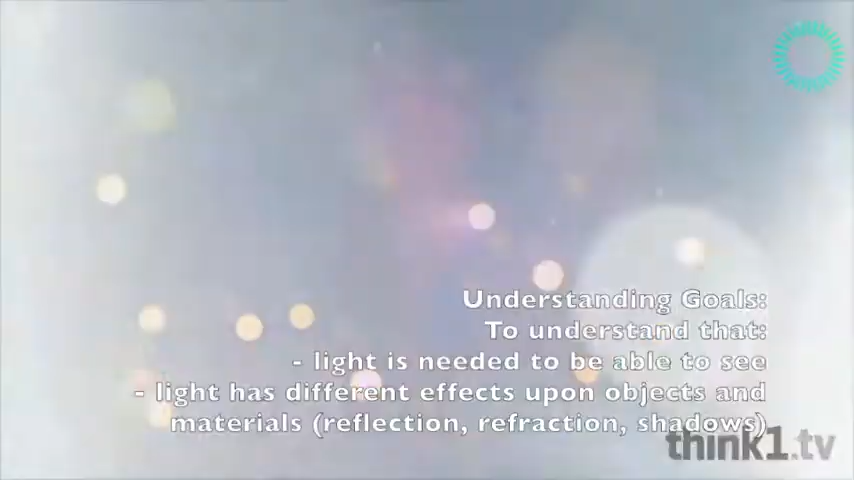 Understanding Goals:
To understand that:
- light is needed to be able to see
- light has different effects upon objects and
materials (reflection, refraction, shadows)
think1.tv